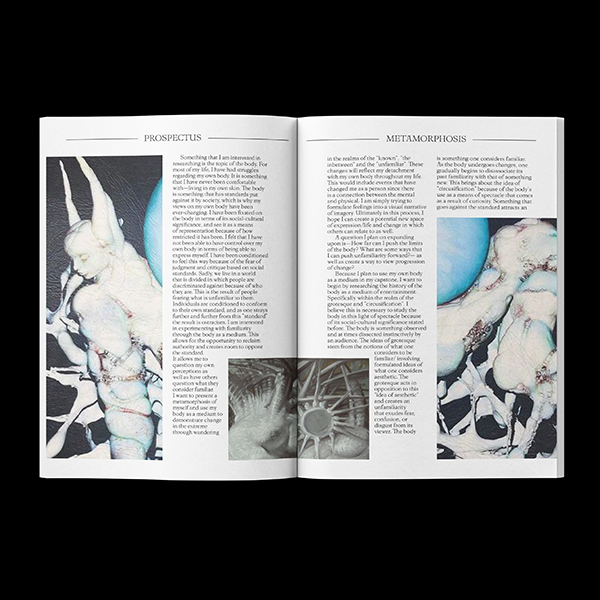 PROSPECTUS
Something that I am interested in
researching is the topic of the body. For
most of my life, I have had struggles
regarding my own body. It is something
that I have never been comfortable
with—living in my own skin. The body
is something that has standards put
against it by society, which is why my
views on my own body have been
ever-changing. I have been fixated on
the body in terms of its social-cultural
significance, and see it as a means
of representation because of how
restricted it has been. I felt that I have
not been able to have control over my
own body in terms of being able to
express myself. I have been conditioned
to feel this way because of the fear of
judgment and critique based on social
standards. Sadly, we live in a world
that is divided in which people are
discriminated against because of who
they are. This is the result of people
fearing what is unfamiliar to them.
Individuals are conditioned to conform
to their own standard, and as one strays
further and further from this "standard"
the result is ostracism. I am interested
in experimenting with familiarity
through the body as a medium. This
allows for the opportunity to reclaim
authority and creates room to oppose
the standard.
It allows me to
question my own
perceptions as
well as have others
question what they
consider familiar.
I want to present a
metamorphosis of
myself and use my
body as a medium to
demonstrate change
in the extreme
through wandering
METAMORPHOSIS
in the realms of the "known", "the
inbetween" and the "unfamiliar". These
changes will reflect my detachment
with my own body throughout my life.
This would include events that have
changed me as a person since there
is a connection between the mental
and physical. I am simply trying to
formulate feelings into a visual narrative
of imagery. Ultimately in this process, I
hope I can create a potential new space
of expression/life and change in which
others can relate to as well.
A question I plan on expanding
upon is—How far can I push the limits
of the body? What are some ways that
I can push unfamiliarity forward?— as
well as create a way to view progression
of change?
Because I plan to use my own body
as a medium in my capstone, I want to
begin by researching the history of the
body as a medium of entertainment.
Specifically within the realm of the
grotesque and "circusification". I
believe this is necessary to study the
body in this light of spectacle because
of its social-cultural significance stated
before. The body is something observed
and at times dissected instinctively by
an audience. The ideas of grotesque
stem from the notions of what one
considers to be
familiar/ involving
formulated ideas of
what one considers
aesthetic. The
grotesque acts in
opposition to this
"idea of aesthetic"
and creates an
unfamiliarity
that exudes fear,
confusion, or
disgust from its
viewer. The body
is something one considers familiar.
As the body undergoes changes, one
gradually begins to dissociate its
past familiarity with that of something
new. This brings about the idea of
"circusification" because of the body's
use as a means of spectacle that comes
as a result of curiosity. Something that
goes against the standard attracts an